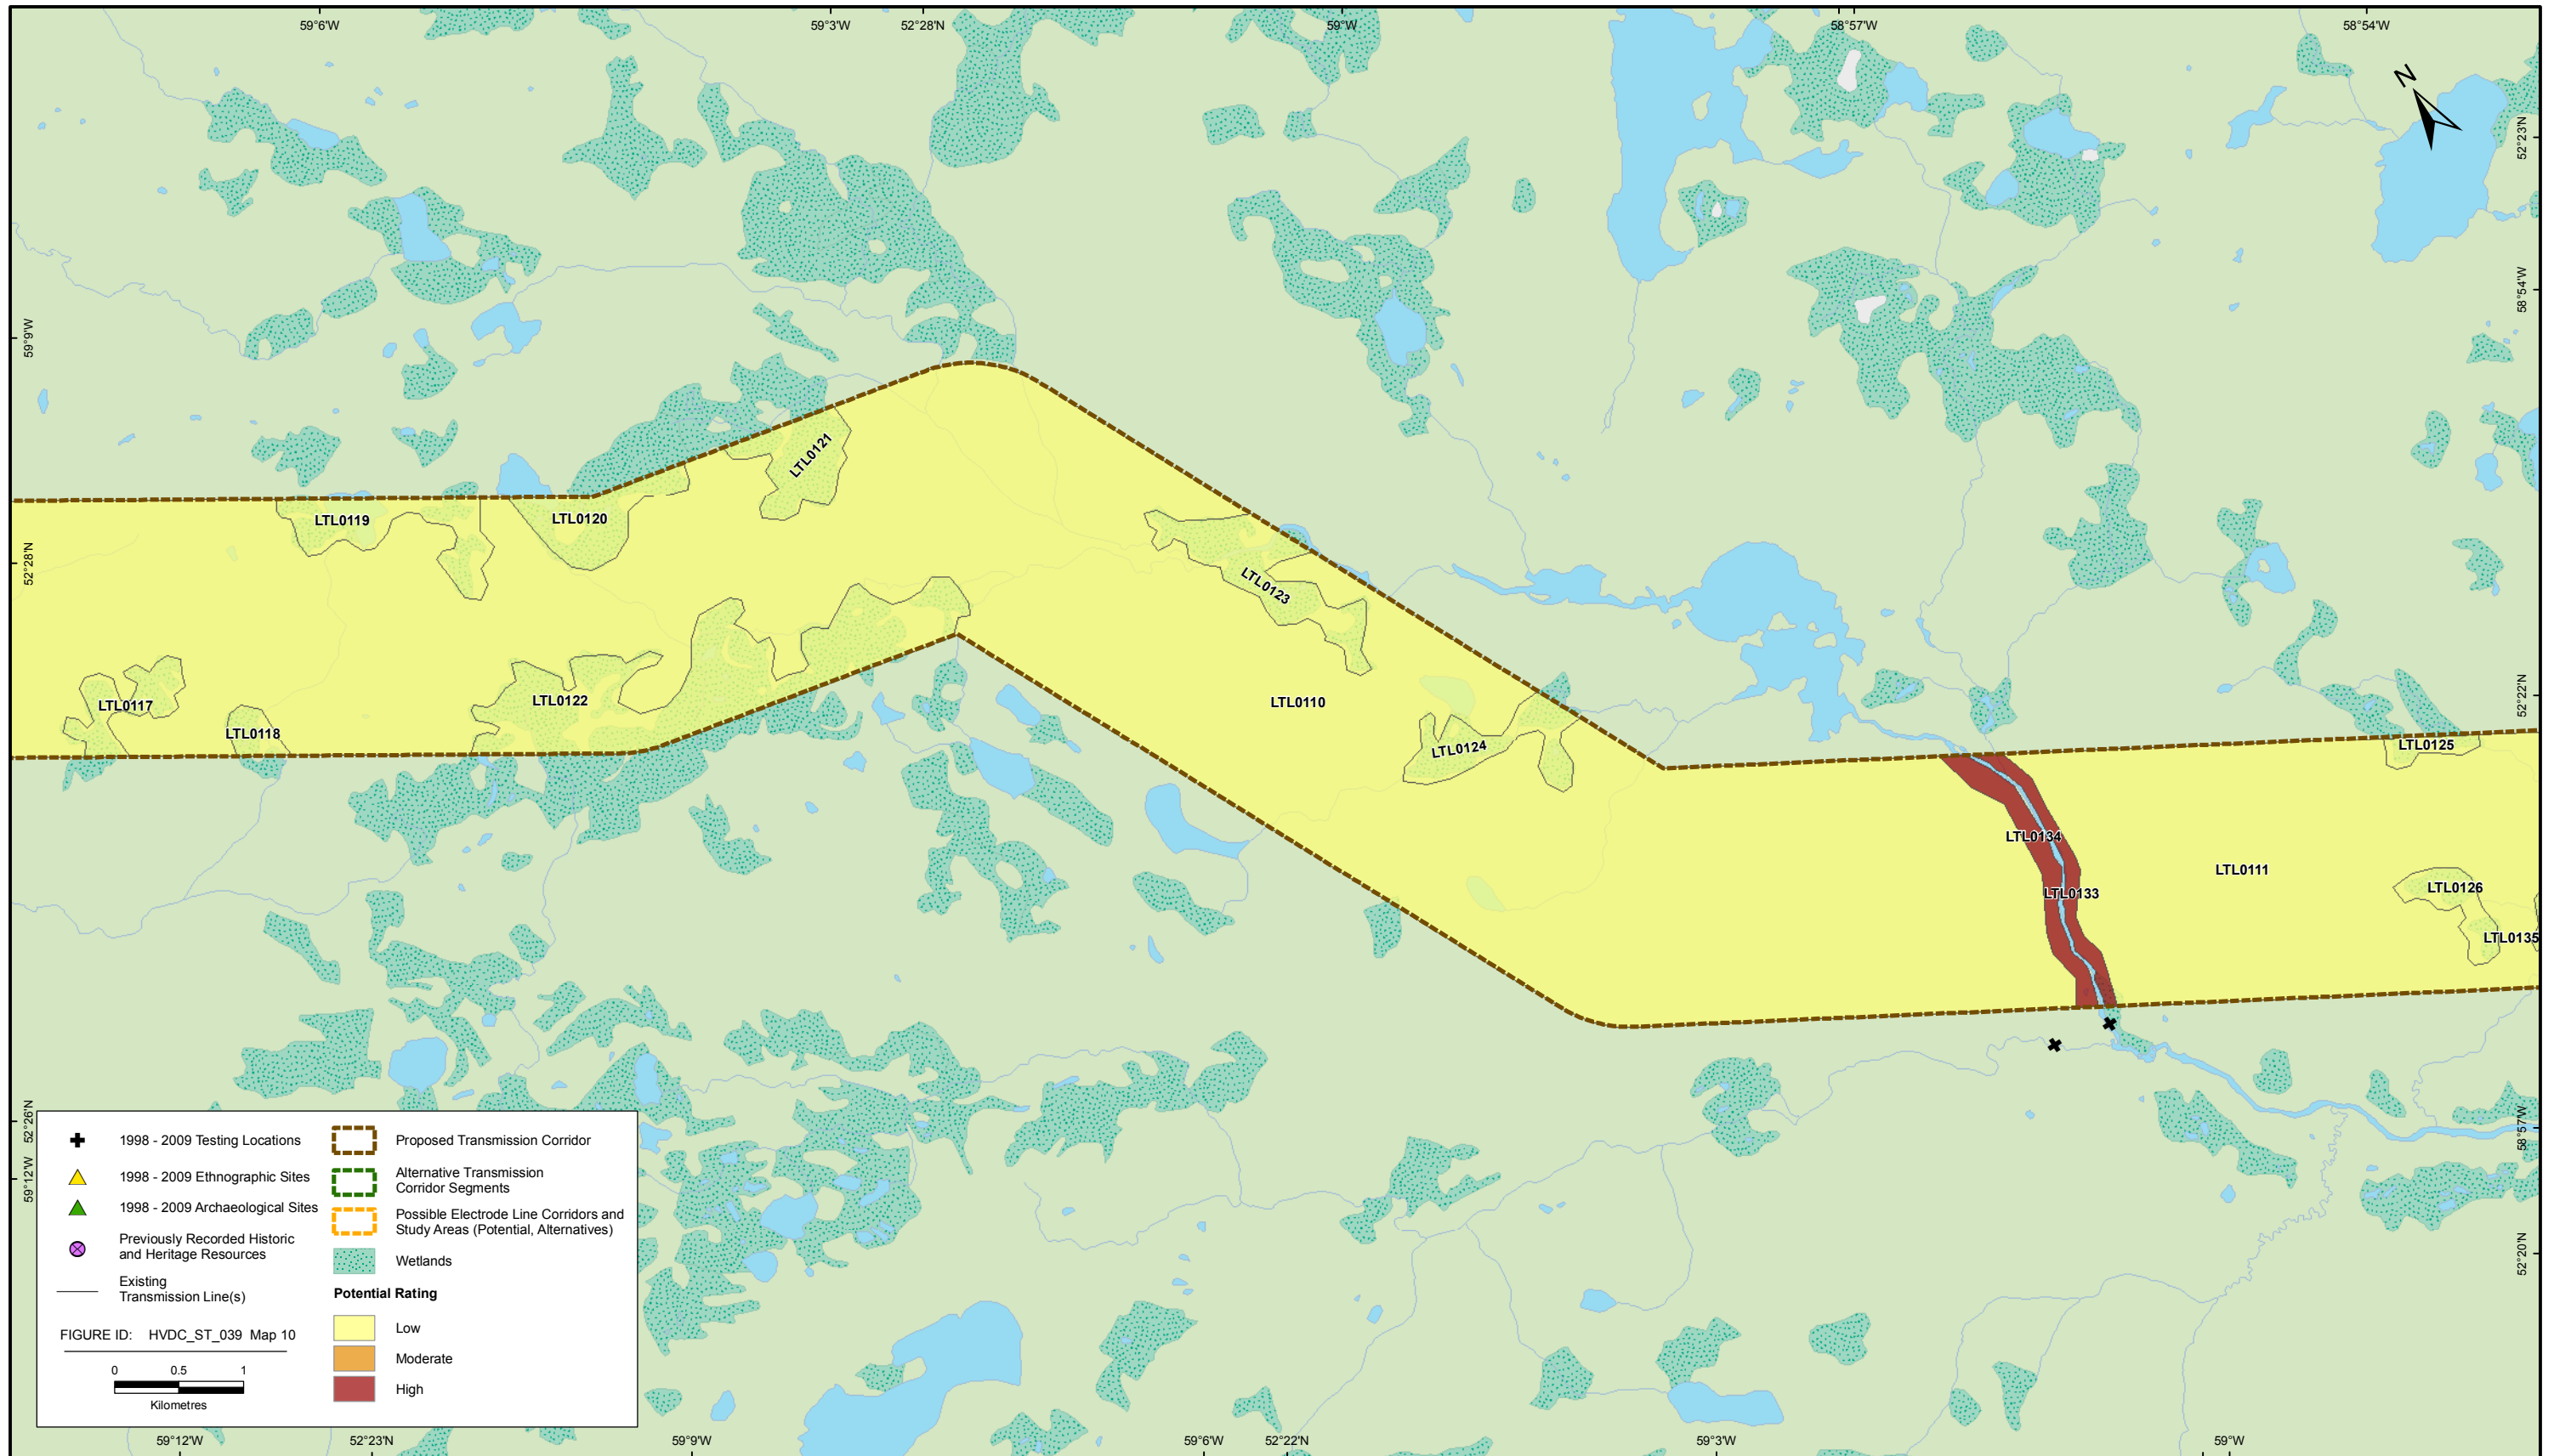 59°6'W
59°3'W
52°28'N
59°W
58°57'W
58°54'W
N
52°23'N
58°54'W
59°9'W
LTL0121
LTL0119
LTL0120
52°28'N
LTL0123
LTL0117
LTL0122
LTL0110
52°22'N
LTL0118
LTL0124
LTL0125
LTL0134
LTL0111
LTL0133
LTL0126
LTL0135
52°26'N
58°57'W
59°12'W
52°20'N
1998 - 2009 Testing Locations
1998 - 2009 Ethnographic Sites
1998 - 2009 Archaeological Sites
Previously Recorded Historic
and Heritage Resources
Existing
Transmission Line(s)
FIGURE ID: HVDC_ST_039 Map 10
0 0.5 1
Kilometres
Proposed Transmission Corridor
Alternative Transmission
Corridor Segments
Possible Electrode Line Corridors and
Study Areas (Potential, Alternatives)
Wetlands
Potential Rating
Low
Moderate
High
59°12'W
52°23'N
59°9'W
59°6'W
52°22'N
59°3'W
59°W